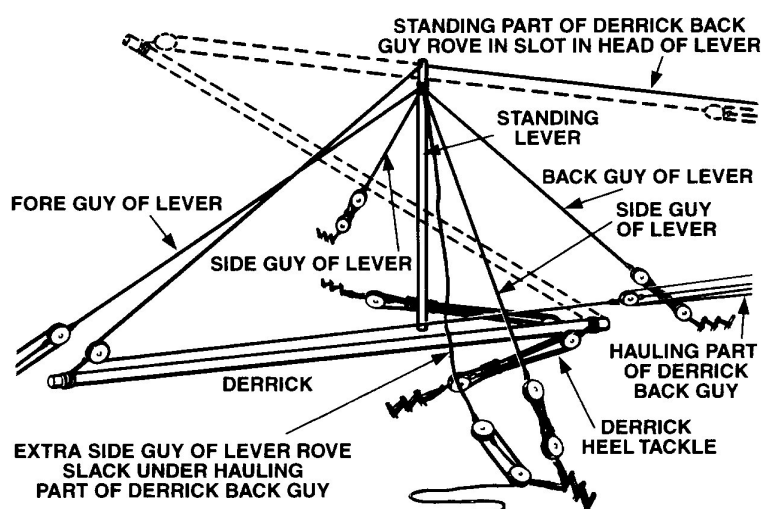 STANDING PART OF DERRICK BACK
GUY ROVE IN SLOT IN HEAD OF LEVER
STANDING
LEVER
BACK GUY OF LEVER
FORE GUY OF LEVER
SIDE GUY
OF LEVER
SIDE GUY OF LEVER
HAULING PART
OF DERRICK
BACK GUY
DERRICK
DERRICK
HEEL TACKLE
EXTRA SIDE GUY OF LEVER ROVE
SLACK UNDER HAULING
PART OF DERRICK BACK GUY